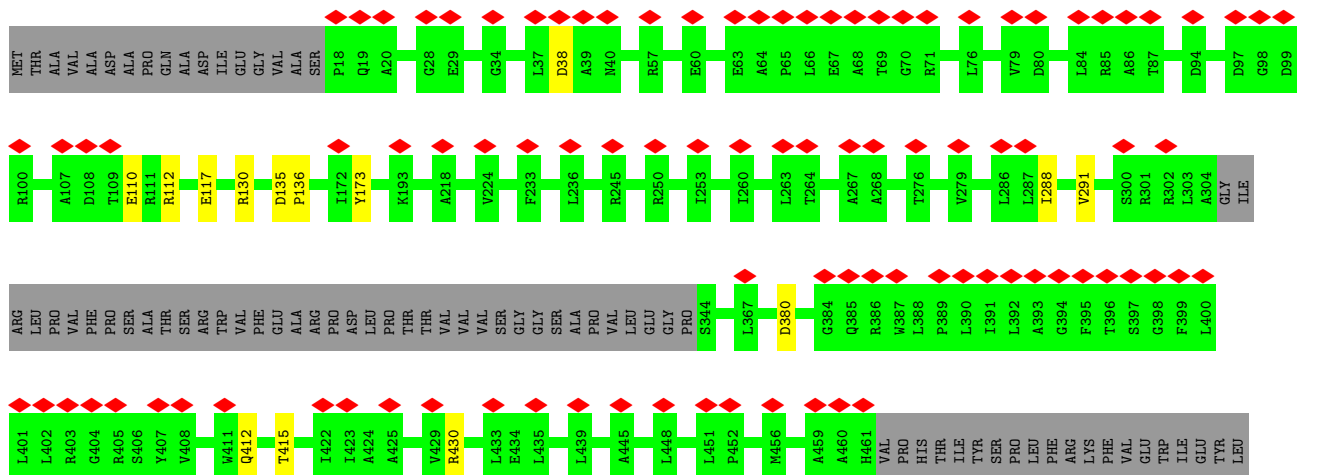 MET THR ALA VAL ALA ASP ALA PRO GLN ALA ASP ILE GLU GLY VAL ALA SER P18 Q19 A20 G28 E29 G34 L37 D38 A39 N40 R57 E60 E63 A64 P65 L66 E67 A68 T69 G70 R71 L76 V79 D80 L84 R85 A86 T87 D94 D97 G98 D99
R100 A107 D108 T109 E110 R111 R112 E117 R130 D135 P136 I172 Y173 K193 A218 V224 F233 L236 R245 R250 I253 I260 L263 T264 A267 A268 T276 V279 L286 L287 I288 V291 S300 R301 R302 L303 A304 GLY ILE
ARG LEU PRO VAL PHE PRO SER ALA THR SER ARG TRP VAL PHE GLU ALA ARG PRO ASP LEU PRO THR THR VAL VAL VAL SER GLY GLY SER ALA PRO VAL LEU GLU GLY PRO S344 L367 D380 G384 Q385 R386 W387 L388 P389 L390 I391 L392 A393 G394 F395 T396 S397 G398 F399 L400
L401 L402 R403 G404 R405 S406 Y407 V408 W411 Q412 T415 I422 I423 A424 A425 V429 R430 L433 E434 L435 L439 A445 L448 L451 P452 M456 A459 A460 H461 VAL PRO HIS THR ILE TYR SER PRO LEU PHE ARG LYS PHE VAL GLU TRP ILE GLU TYR LEU